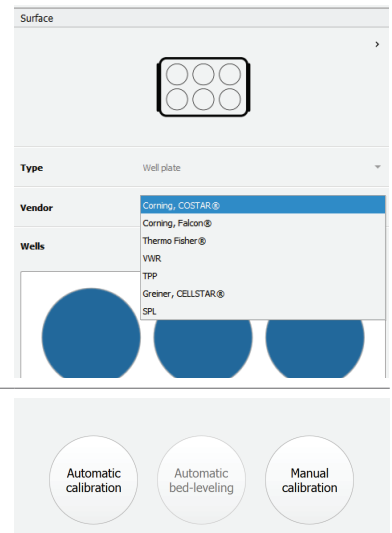 Surface
>
Type
Well plate
Vendor
Corning, COSTAR®
Corning, Falcon®
Thermo Fisher®
VWR
TPP
Greiner, CELLSTAR®
SPL
Wells
Automatic
calibration
Automatic
bed-leveling
Manual
calibration